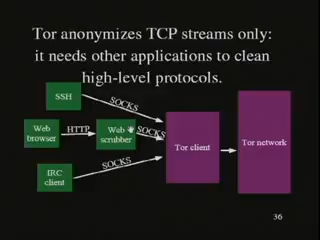 Tor anonymizes TCP streams only:
it needs other applications to clean
high-level protocols.
SSH
SOCKS
Web
browser
HTTP
Web
scrubber
SOCKS
Tor client
Tor network
SOCKS
IRC
client
36